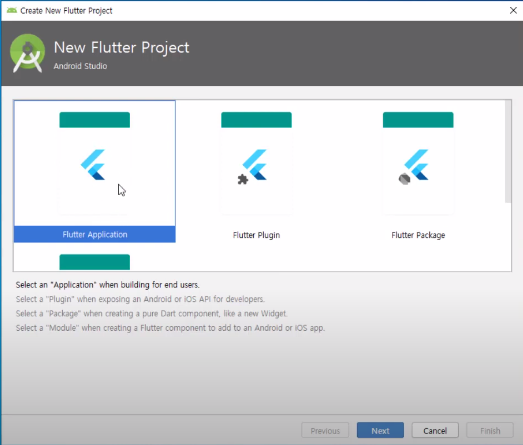 Create New Flutter Project
New Flutter Project
Android Studio
Flutter Application
Flutter Plugin
Flutter Package
Select an "Application" when building for end users.
Select a "Plugin" when exposing an Android or iOS API for developers.
Select a "Package" when creating a pure Dart component, like a new Widget.
Select a "Module" when creating a Flutter component to add to an Android or iOS app.
Previous
Next
Cancel
Finish